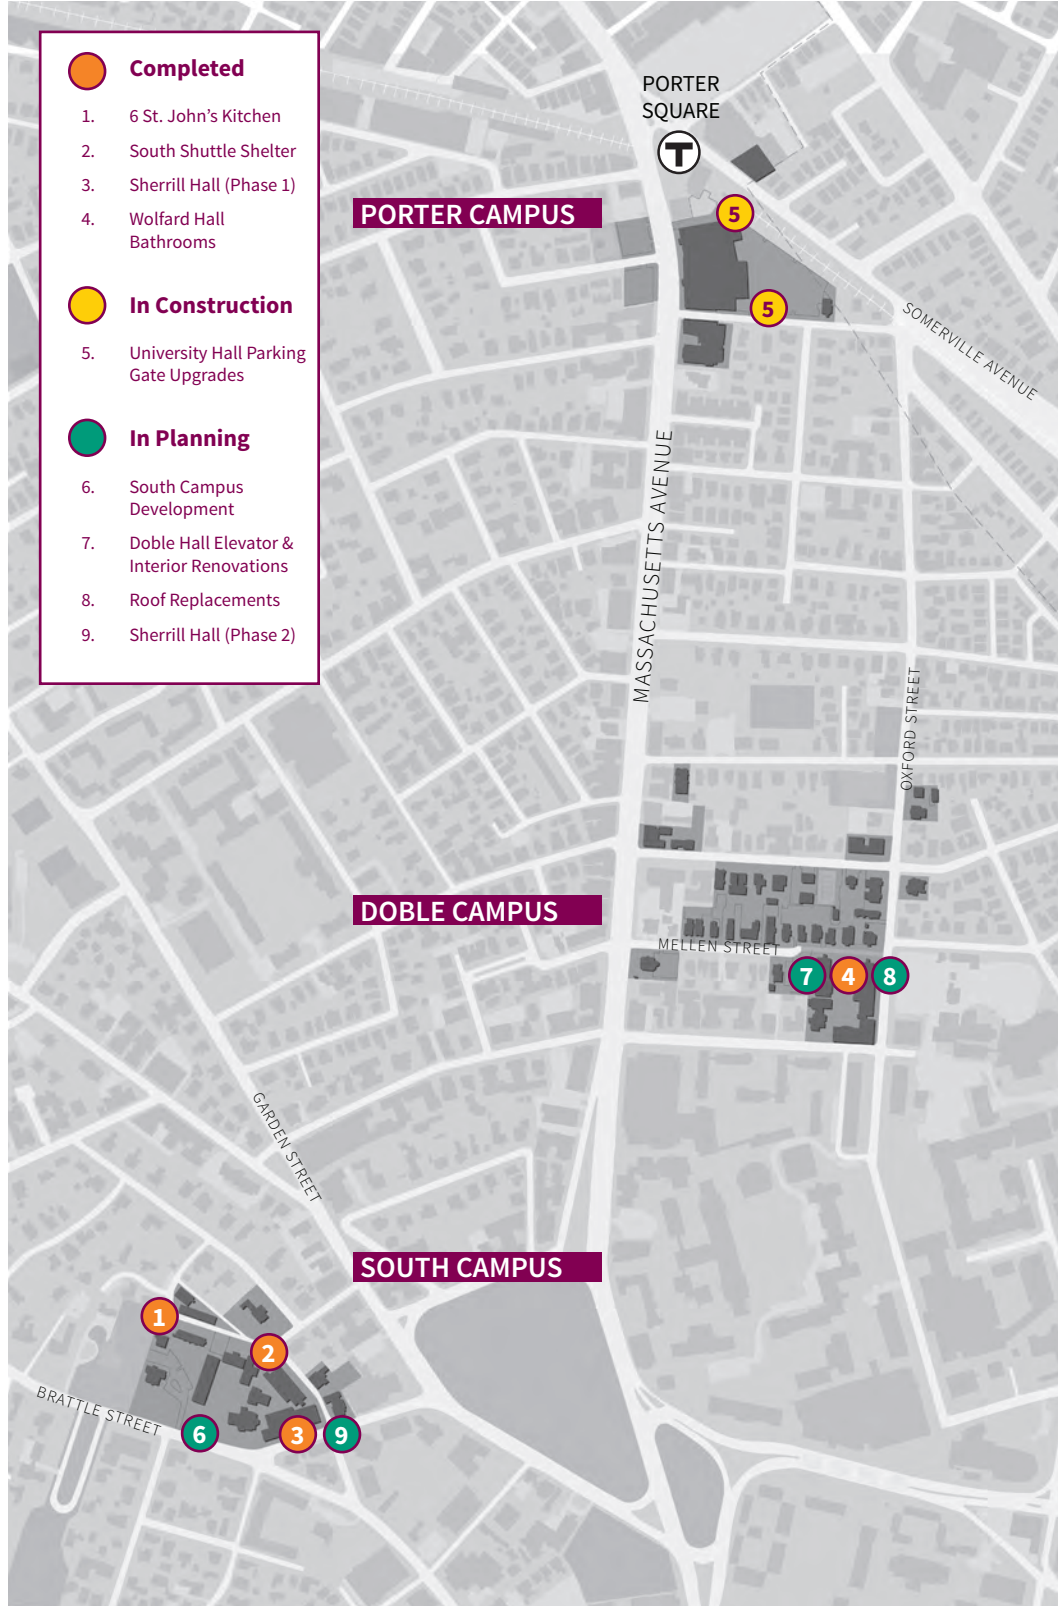 Completed
1. 6 St. John’s Kitchen
2. South Shuttle Shelter
3. Sherrill Hall (Phase 1)
4. Wolfard Hall
Bathrooms
In Construction
5. University Hall Parking
Gate Upgrades
In Planning
6. South Campus
Development
7. Doble Hall Elevator &
Interior Renovations
8. Roof Replacements
9. Sherrill Hall (Phase 2)
PORTER
SQUARE
T
PORTER CAMPUS
5
5
SOMERVILLE AVENUE
MASSACHUSETTS AVENUE
OXFORD STREET
DOBLE CAMPUS
MELLEN STREET
7
4
8
GARDEN STREET
SOUTH CAMPUS
1
2
BRATTLE STREET
6
3
9